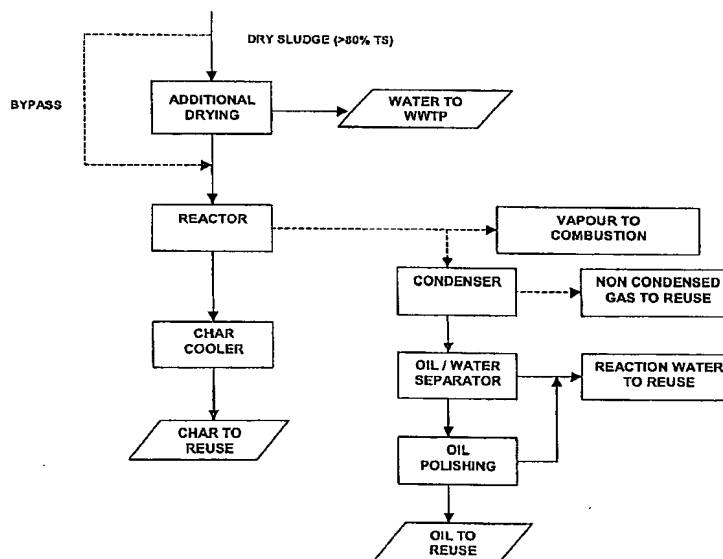 DRY SLUDGE (>80% TS)
BYPASS
ADDITIONAL
DRYING
WATER TO
WWTP
REACTOR
VAPOUR TO
COMBUSTION
CONDENSER
NON CONDENSED
GAS TO REUSE
CHAR
COOLER
OIL / WATER
SEPARATOR
REACTION WATER
TO REUSE
CHAR TO
REUSE
OIL
POLISHING
OIL TO
REUSE